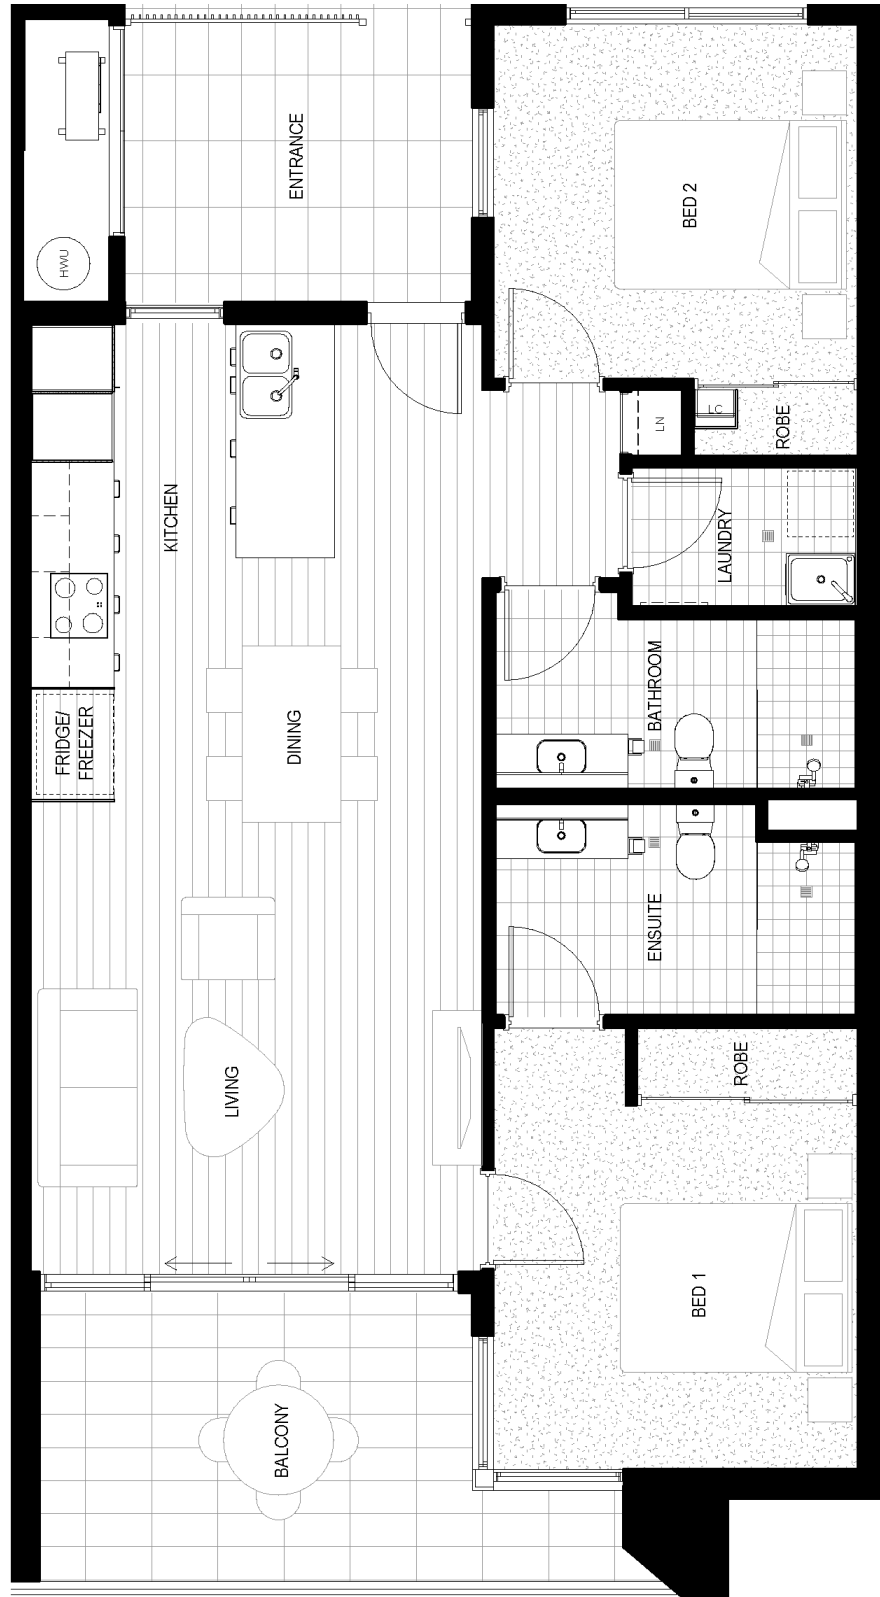 ENTRANCE
BED 2
HWU
LC
LN
ROBE
KITCHEN
LAUNDRY
BATHROOM
FRIDGE/
FREEZER
DINING
ENSUITE
ROBE
LIVING
BED 1
BALCONY